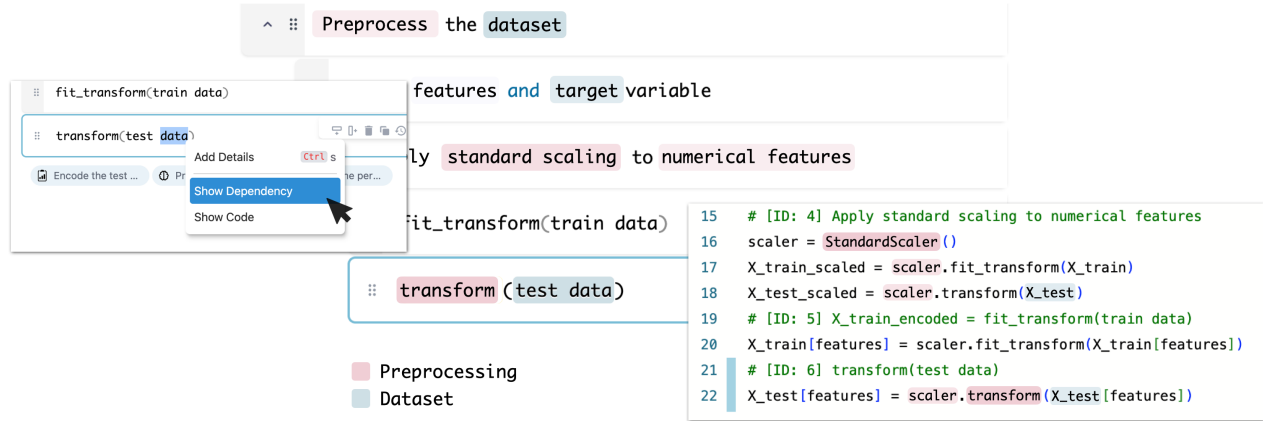 Preprocess the dataset
features and target variable
ly standard scaling to numerical features
fit_transform(train data)
transform(test data)
Preprocessing
Dataset
fit_transform(train data)
transform(test data)
Add Details Ctrl s
Encode the test ...
Pr
he per...
Show Dependency
Show Code
15 # [ID: 4] Apply standard scaling to numerical features
16 scaler = StandardScaler()
17 X_train_scaled = scaler.fit_transform(X_train)
18 X_test_scaled = scaler.transform(X_test)
19 # [ID: 5] X_train_encoded = fit_transform(train data)
20 X_train[features] = scaler.fit_transform(X_train[features])
21 # [ID: 6] transform(test data)
22 X_test[features] = scaler.transform(X_test[features])